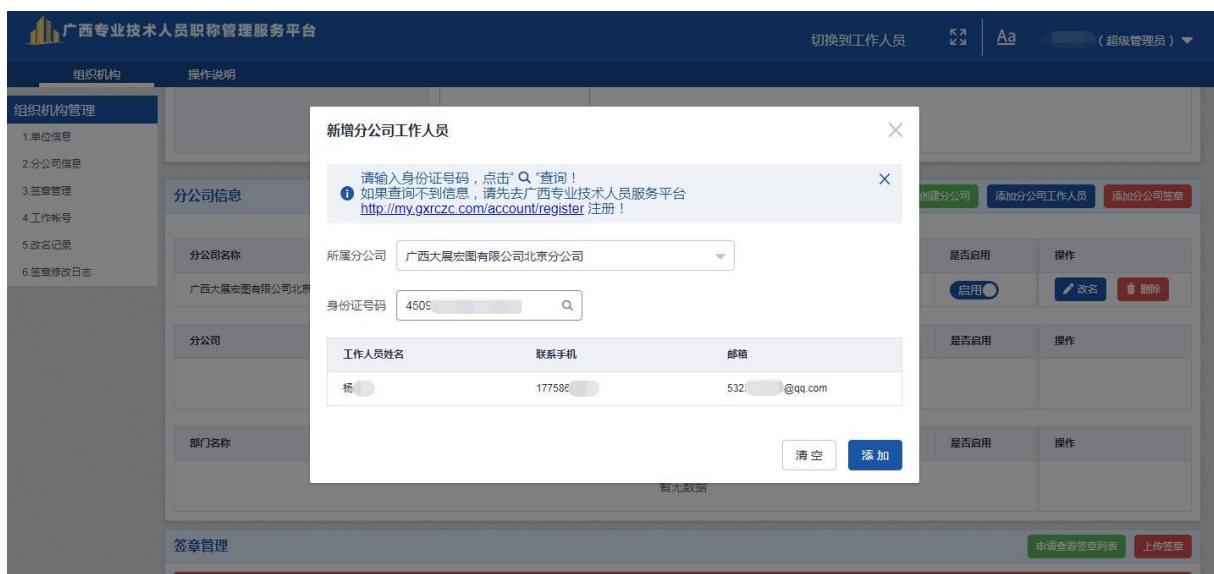 广西专业技术人员职称管理服务平台
切换到工作人员
Aa
(超级管理员)
组织机构
操作说明
组织机构管理
1.单位信息
2.分公司信息
3.签章管理
4.工作帐号
5.改名记录
6.签章修改日志
新增分公司工作人员
请输入身份证号码，点击“ ”查询！
如果查询不到信息，请先去广西专业技术人员服务平台
http://my.gxrczc.com/account/register 注册！
所属分公司
广西大展宏图有限公司北京分公司
身份证号码
4509
工作人员姓名
联系手机
邮箱
杨
177586
532
@qq.com
清空
添加
分公司信息
创建分公司
添加分公司工作人员
添加分公司签章
分公司名称
是否启用
操作
广西大展宏图有限公司北京
启用
改名
删除
分公司
是否启用
操作
部门名称
是否启用
操作
暂无数据
签章管理
申请查看签章列表
上传签章